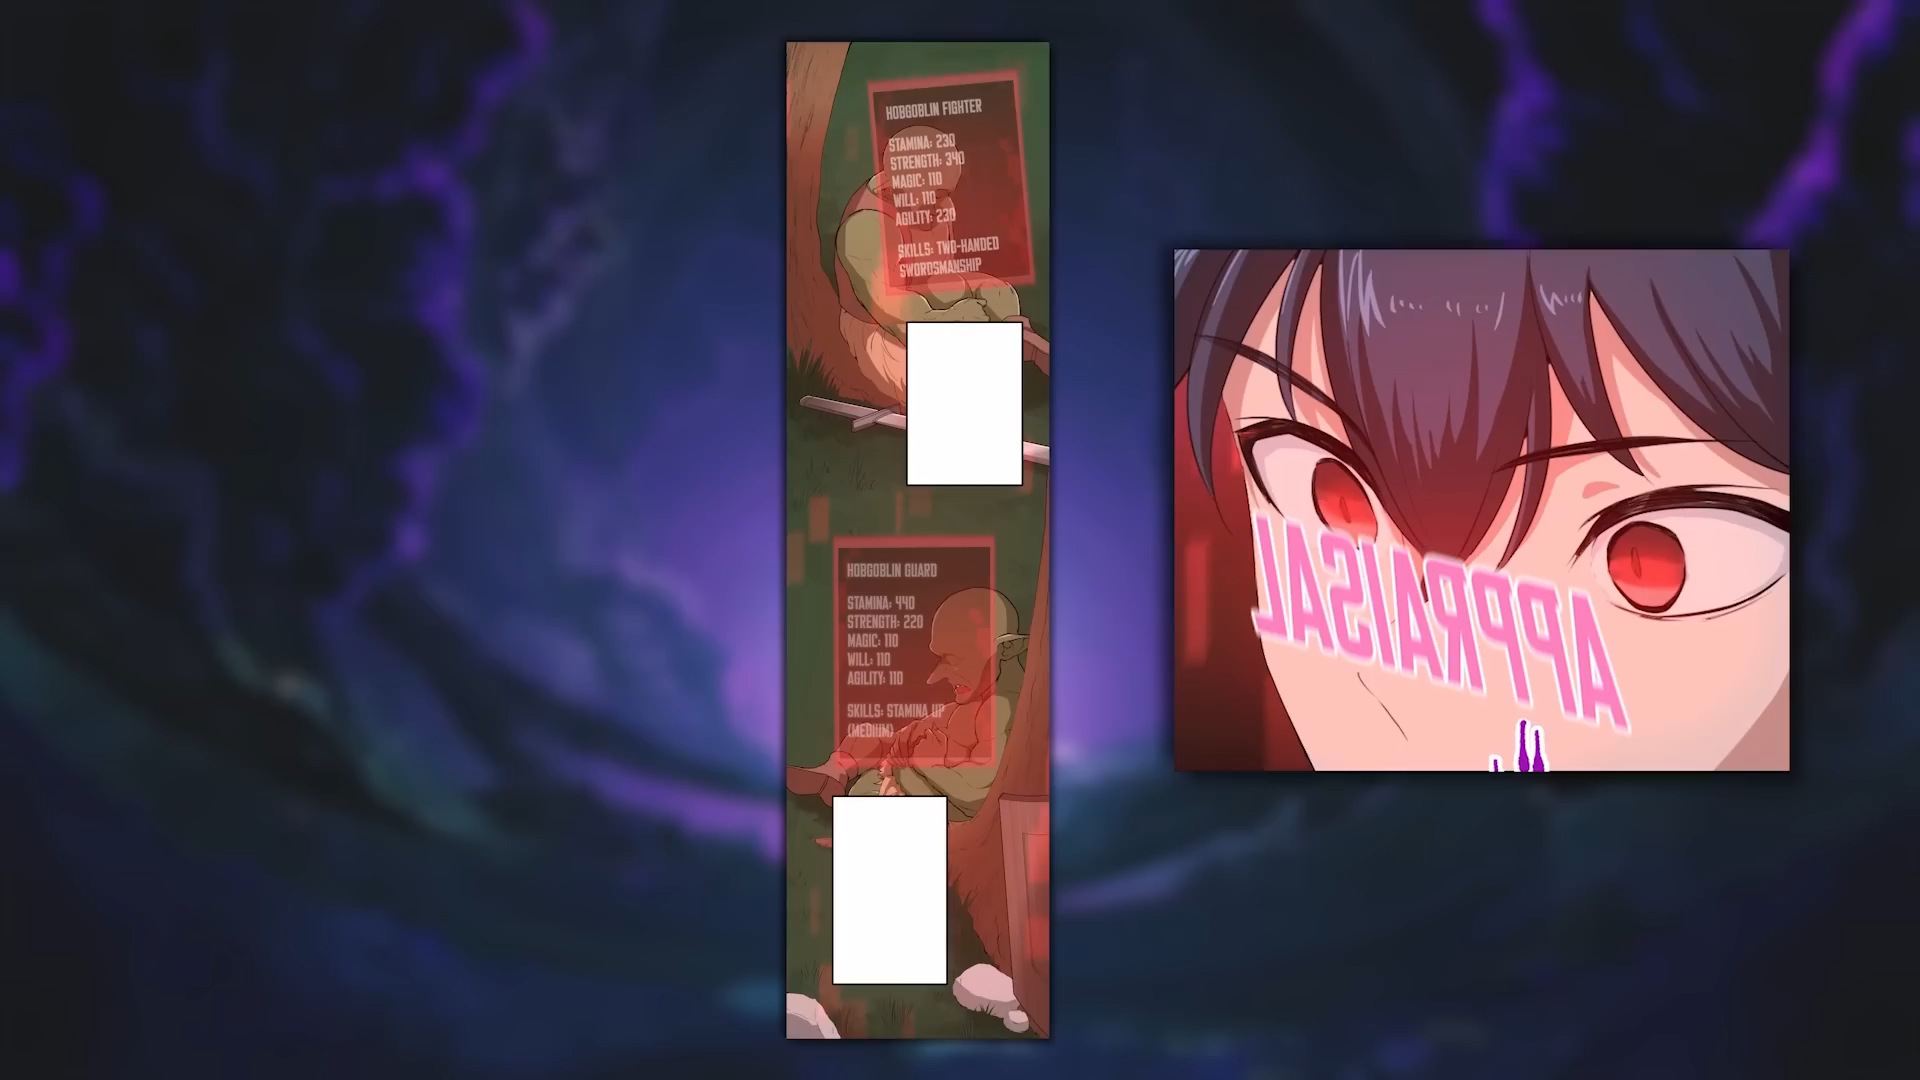 HOBGOBLIN FIGHTER
STAMINA: 230
STRENGTH: 340
MAGIC: 110
WILL: 110
AGILITY: 230
SKILLS: TWO-HANDED
SWORDSMANSHIP
HOBGOBLIN GUARD
STAMINA: 440
STRENGTH: 220
MAGIC: 110
WILL: 110
AGILITY: 110
SKILLS: STAMINA UP
(MEDIUM)
APPRAISAL